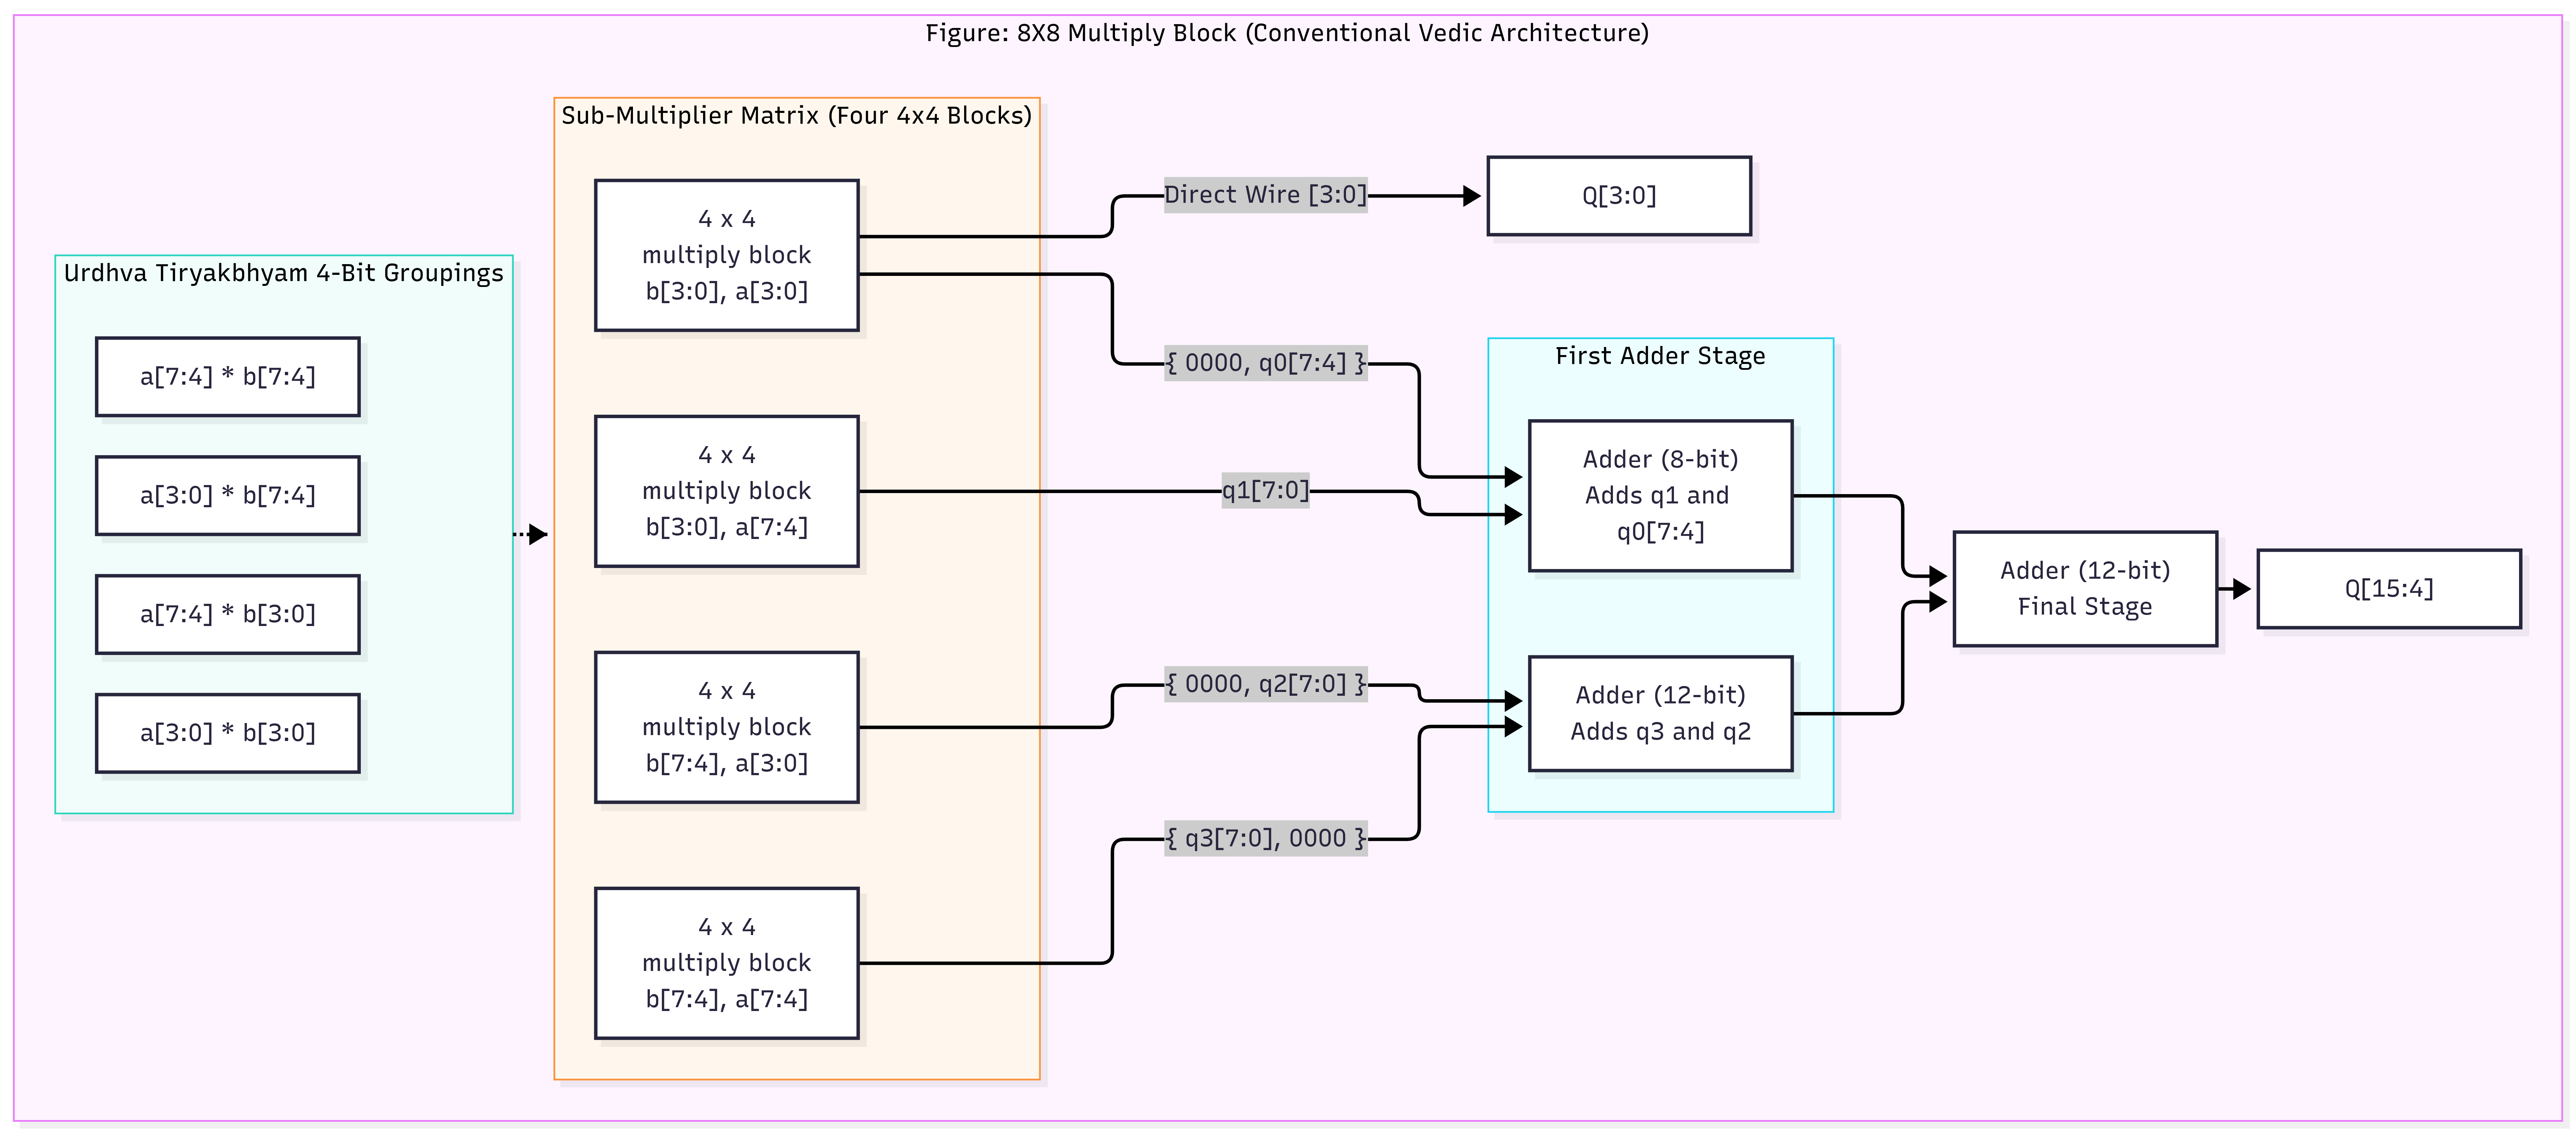 Figure: 8X8 Multiply Block (Conventional Vedic Architecture)
Urdhva Tiryakbhyam 4-Bit Groupings
a[7:4] * b[7:4]
a[3:0] * b[7:4]
a[7:4] * b[3:0]
a[3:0] * b[3:0]
Sub-Multiplier Matrix (Four 4x4 Blocks)
4 x 4
multiply block
b[3:0], a[3:0]
4 x 4
multiply block
b[3:0], a[7:4]
4 x 4
multiply block
b[7:4], a[3:0]
4 x 4
multiply block
b[7:4], a[7:4]
Direct Wire [3:0]
{ 0000, q0[7:4] }
q1[7:0]
{ 0000, q2[7:0] }
{ q3[7:0], 0000 }
Q[3:0]
First Adder Stage
Adder (8-bit)
Adds q1 and
q0[7:4]
Adder (12-bit)
Adds q3 and q2
Adder (12-bit)
Final Stage
Q[15:4]